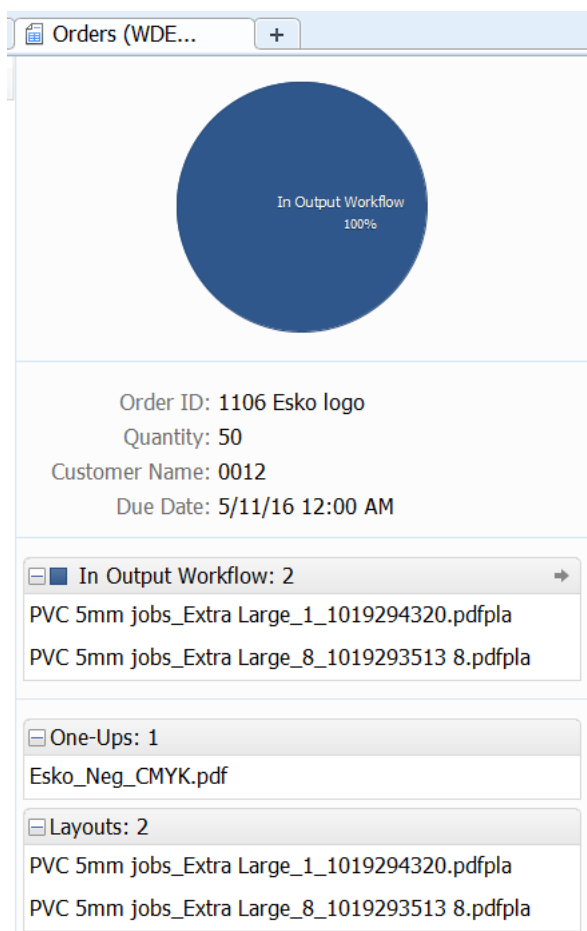 Orders (WDE...
+
In Output Workflow
100%
Order ID: 1106 Esko logo
Quantity: 50
Customer Name: 0012
Due Date: 5/11/16 12:00 AM
In Output Workflow: 2
PVC 5mm jobs_Extra Large_1_1019294320.pdfpla
PVC 5mm jobs_Extra Large_8_1019293513 8.pdfpla
One-Ups: 1
Esko_Neg_CMYK.pdf
Layouts: 2
PVC 5mm jobs_Extra Large_1_1019294320.pdfpla
PVC 5mm jobs_Extra Large_8_1019293513 8.pdfpla